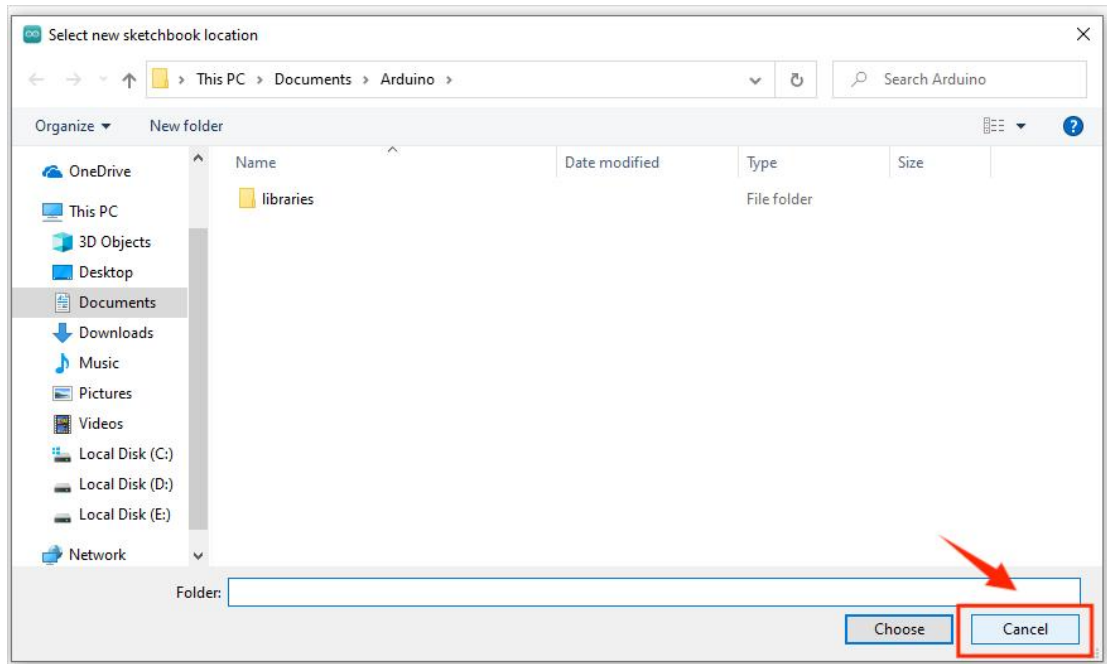 Select new sketchbook location
This PC > Documents > Arduino >
Search Arduino
Organize
New folder
Name
Date modified
Type
Size
OneDrive
This PC
3D Objects
Desktop
Documents
Downloads
Music
Pictures
Videos
Local Disk (C:)
Local Disk (D:)
Local Disk (E:)
Network
libraries
File folder
Folder:
Choose
Cancel